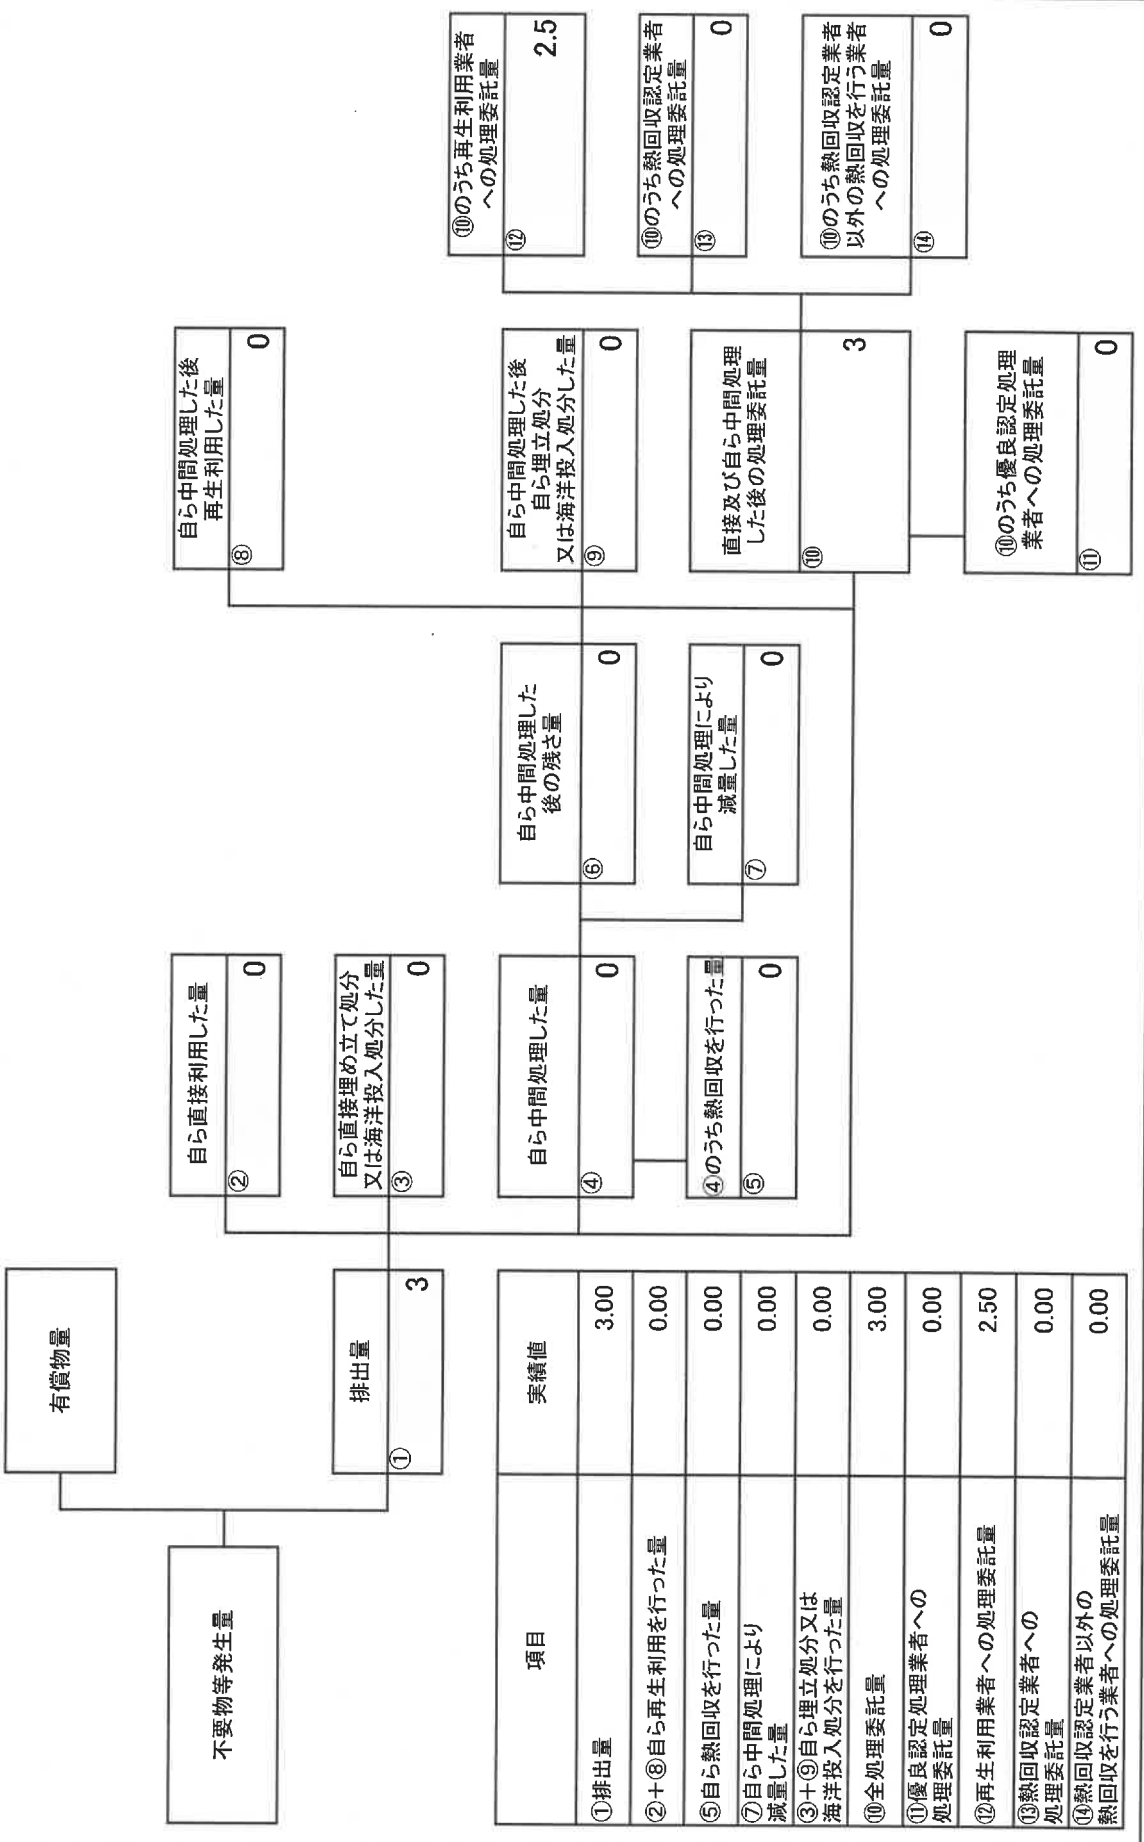 不要物等発生量
有償物量
排出量
① 3
自ら直接利用した量
② 0
自ら直接埋め立て処分
又は海洋投入処分した量
③ 0
自ら中間処理した量
④ 0
④のうち熱回収を行った量
⑤ 0
自ら中間処理した
後の残さ量
⑥ 0
自ら中間処理により
減量した量
⑦ 0
自ら中間処理した後
再生利用した量
⑧ 0
自ら中間処理した後
自ら埋立処分
又は海洋投入処分した量
⑨ 0
直接及び自ら中間処理
した後の処理委託量
⑩ 3
⑩のうち優良認定処理
業者への処理委託量
⑪ 0
⑩のうち再生利用業者
への処理委託量
⑫ 2.5
⑩のうち熱回収認定業者
への処理委託量
⑬ 0
⑩のうち熱回収認定業者
以外の熱回収を行う業者
への処理委託量
⑭ 0
項目 実績値
①排出量 3.00
②+⑧自ら再生利用を行った量 0.00
⑤自ら熱回収を行った量 0.00
⑦自ら中間処理により
減量した量 0.00
③+⑨自ら埋立処分又は
海洋投入処分を行った量 0.00
⑩全処理委託量 3.00
⑪優良認定処理業者への
処理委託量 0.00
⑫再生利用業者への処理委託量 2.50
⑬熱回収認定業者への
処理委託量 0.00
⑭熱回収認定業者以外の
熱回収を行う業者への処理委託量 0.00